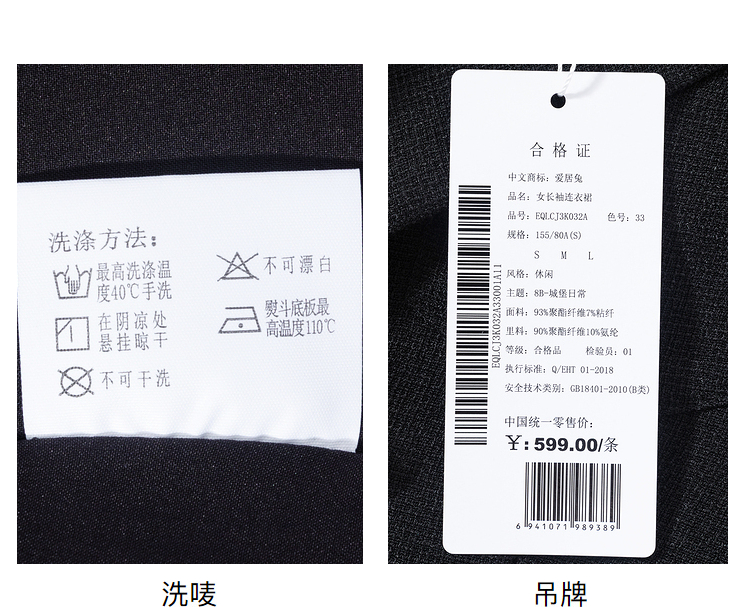 洗涤方法：
最高洗涤温
度40℃手洗
不可漂白
在阴凉处
悬挂晾干
熨斗底板最
高温度110℃
不可干洗
洗唛
合格证
中文商标：爱居兔
品名：女长袖连衣裙
品号：EQLCJ3K032A 色号：33
规格：155/80A(S)
S M L
风格：休闲
主题：8B-城堡日常
面料：93%聚酯纤维7%粘纤
里料：90%聚酯纤维10%氨纶
等级：合格品 检验员：01
执行标准：Q/EHT 01-2018
安全技术类别：GB18401-2010(B类)
EQLCJ3K032A33001A11
中国统一零售价：
¥：599.00/条
6 941071 989389
吊牌